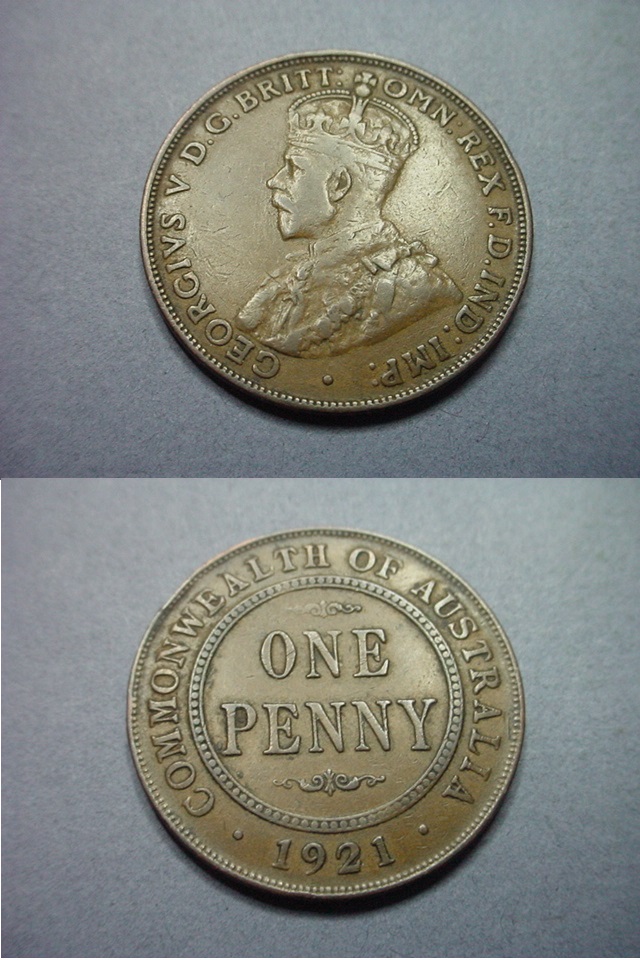 GEORGIVS V D.G.BRITT: OMN: REX F.D.IND: IMP:
COMMONWEALTH OF AUSTRALIA
ONE
PENNY
· 1921 ·